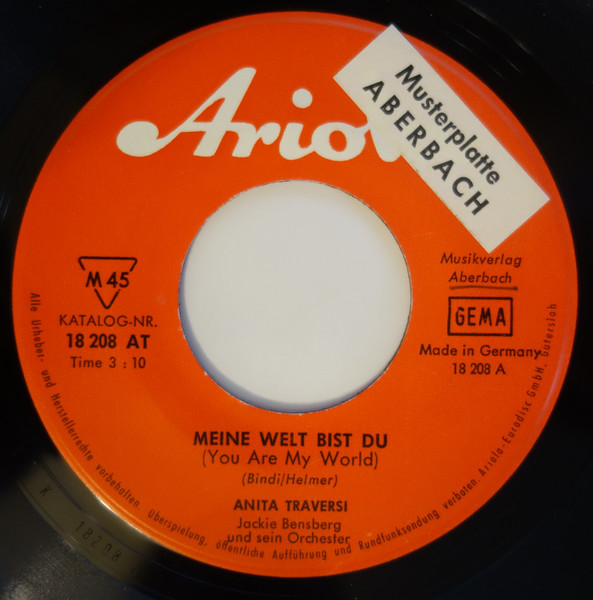 Ariol
Musterplatte
ABERBACH
M 45
KATALOG-NR.
18 208 AT
Time 3 : 10
Musikverlag
Aberbach
GEMA
Made in Germany
18 208 A
MEINE WELT BIST DU
(You Are My World)
(Bindi/Helmer)
ANITA TRAVERSI
Jackie Bensberg
und sein Orchester
Alle Urheber- und Herstellerrechte vorbehalten. Überspielung, öffentliche Aufführung und Rundfunksendung verboten. Ariola-Eurodisc GmbH. Gütersloh
K 18208